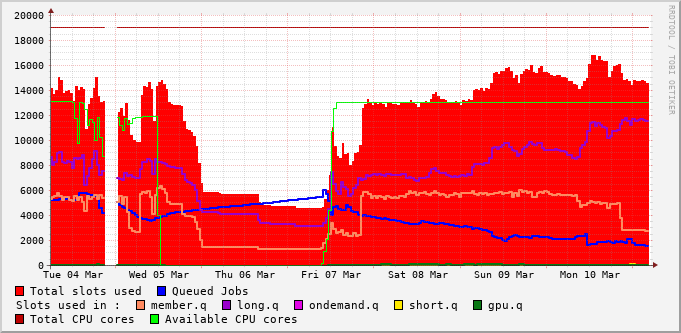 20000
18000
16000
14000
12000
10000
8000
6000
4000
2000
0
Tue 04 Mar Wed 05 Mar Thu 06 Mar Fri 07 Mar Sat 08 Mar Sun 09 Mar Mon 10 Mar
Total slots used Queued Jobs
Slots used in : member.q long.q ondemand.q short.q gpu.q
Total CPU cores Available CPU cores
RRDTOOL / TOBI OETIKER